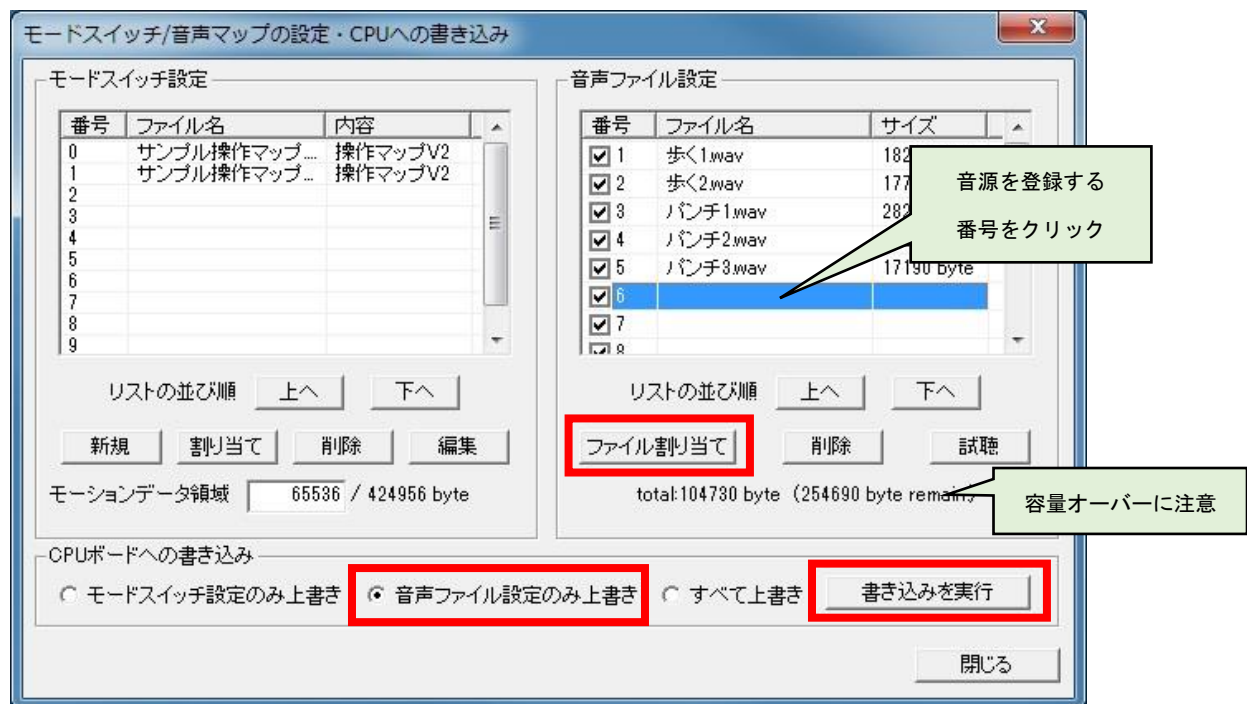 モードスイッチ/音声マップの設定・CPUへの書き込み
モードスイッチ設定
番号 ファイル名 内容
0 サンプル操作マップ... 操作マップV2
1 サンプル操作マップ... 操作マップV2
2
3
4
5
6
7
8
9
リストの並び順 上へ 下へ
新規 割り当て 削除 編集
モーションデータ領域 65536 / 424956 byte
音声ファイル設定
番号 ファイル名 サイズ
1 歩く1.wav 182
2 歩く2.wav 177
3 パンチ1.wav 282
4 パンチ2.wav
5 パンチ3.wav 17190 byte
6
7
8
音源を登録する
番号をクリック
リストの並び順 上へ 下へ
ファイル割り当て 削除 試聴
total:104730 byte (254690 byte remain)
容量オーバーに注意
CPUボードへの書き込み
モードスイッチ設定のみ上書き 音声ファイル設定のみ上書き すべて上書き 書き込みを実行
閉じる